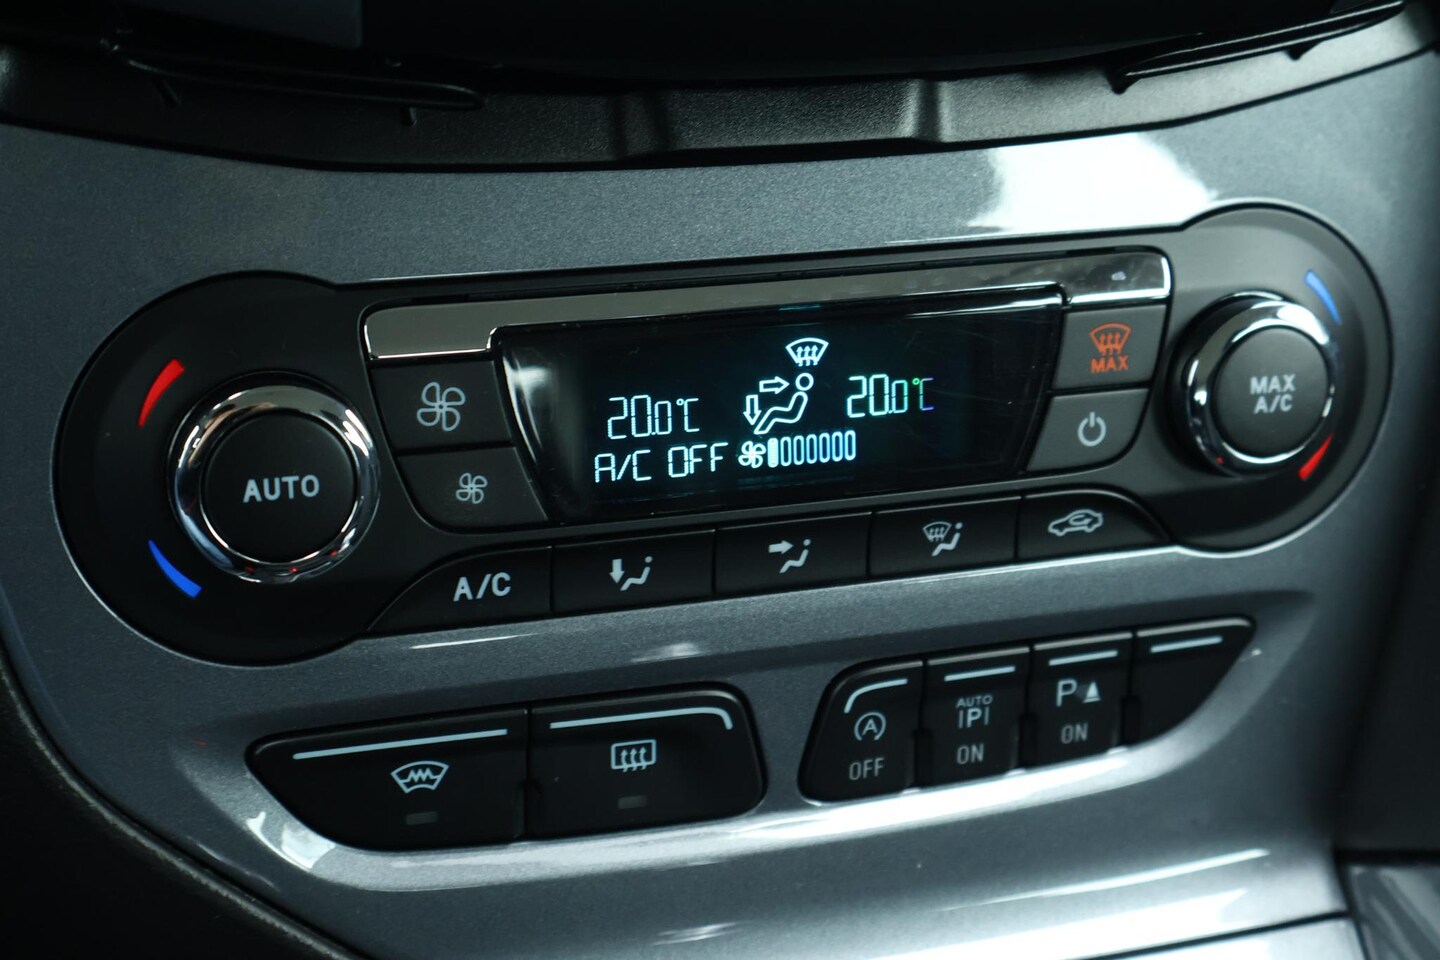 20.0°C 20.0°C
A/C OFF
MAX
MAX
A/C
AUTO
A/C
A
OFF
AUTO
P
ON
P
ON